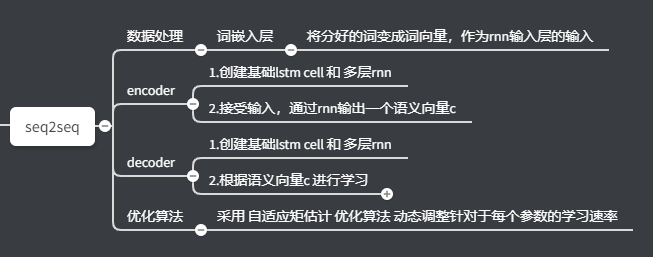 seq2seq
数据处理
词嵌入层
将分好的词变成词向量，作为rnn输入层的输入
encoder
1.创建基础lstm cell 和 多层rnn
2.接受输入，通过rnn输出一个语义向量c
decoder
1.创建基础lstm cell 和 多层rnn
2.根据语义向量c 进行学习
优化算法
采用 自适应矩估计 优化算法 动态调整针对于每个参数的学习速率